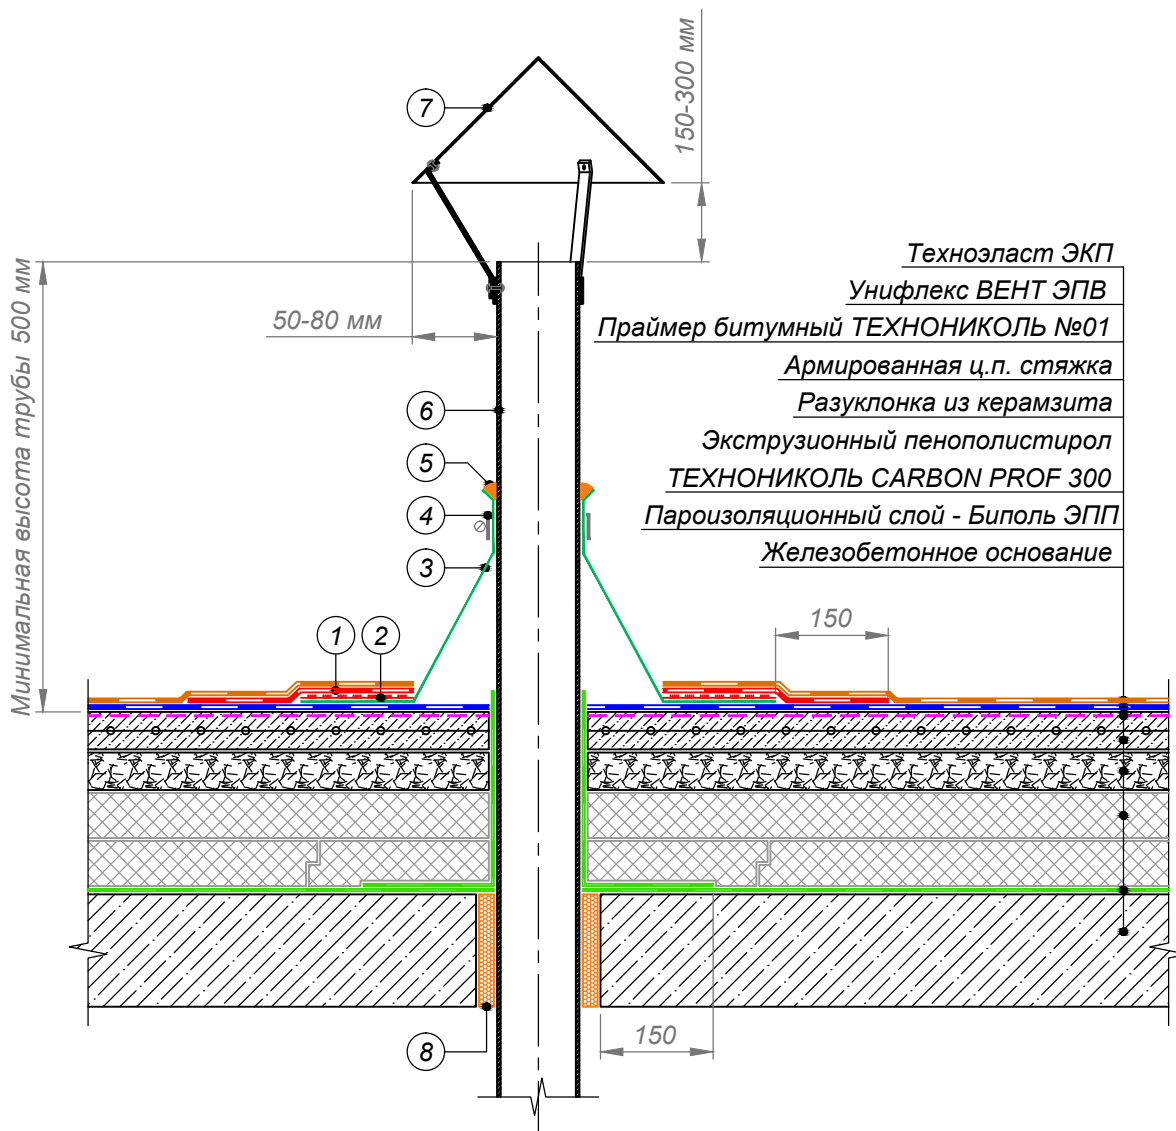 150-300 мм
7
Техноэласт ЭКП
Унифлекс ВЕНТ ЭПВ
50-80 мм
Праймер битумный ТЕХНОНИКОЛЬ №01
Армированная ц.п. стяжка
6
Разуклонка из керамзита
Экструзионный пенополистирол
5
ТЕХНОНИКОЛЬ CARBON PROF 300
4
Пароизоляционный слой - Биполь ЭПП
Железобетонное основание
3
Минимальная высота трубы 500 мм
1
2
150
150
8